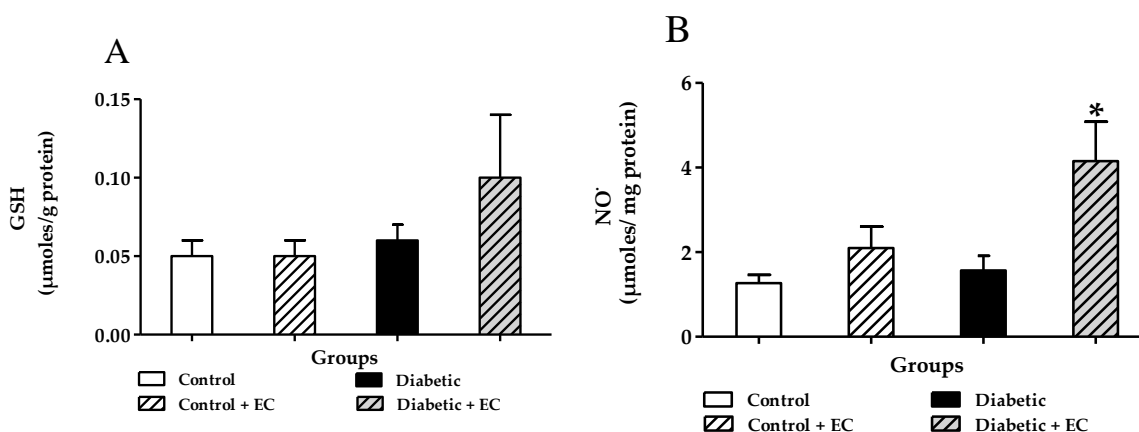 A
GSH
(µmoles/g protein)
0.15
0.10
0.05
0.00
Groups
Control
Diabetic
Control + EC
Diabetic + EC
B
NO·
(µmoles/ mg protein)
6
4
2
0
*
Groups
Control
Diabetic
Control + EC
Diabetic + EC